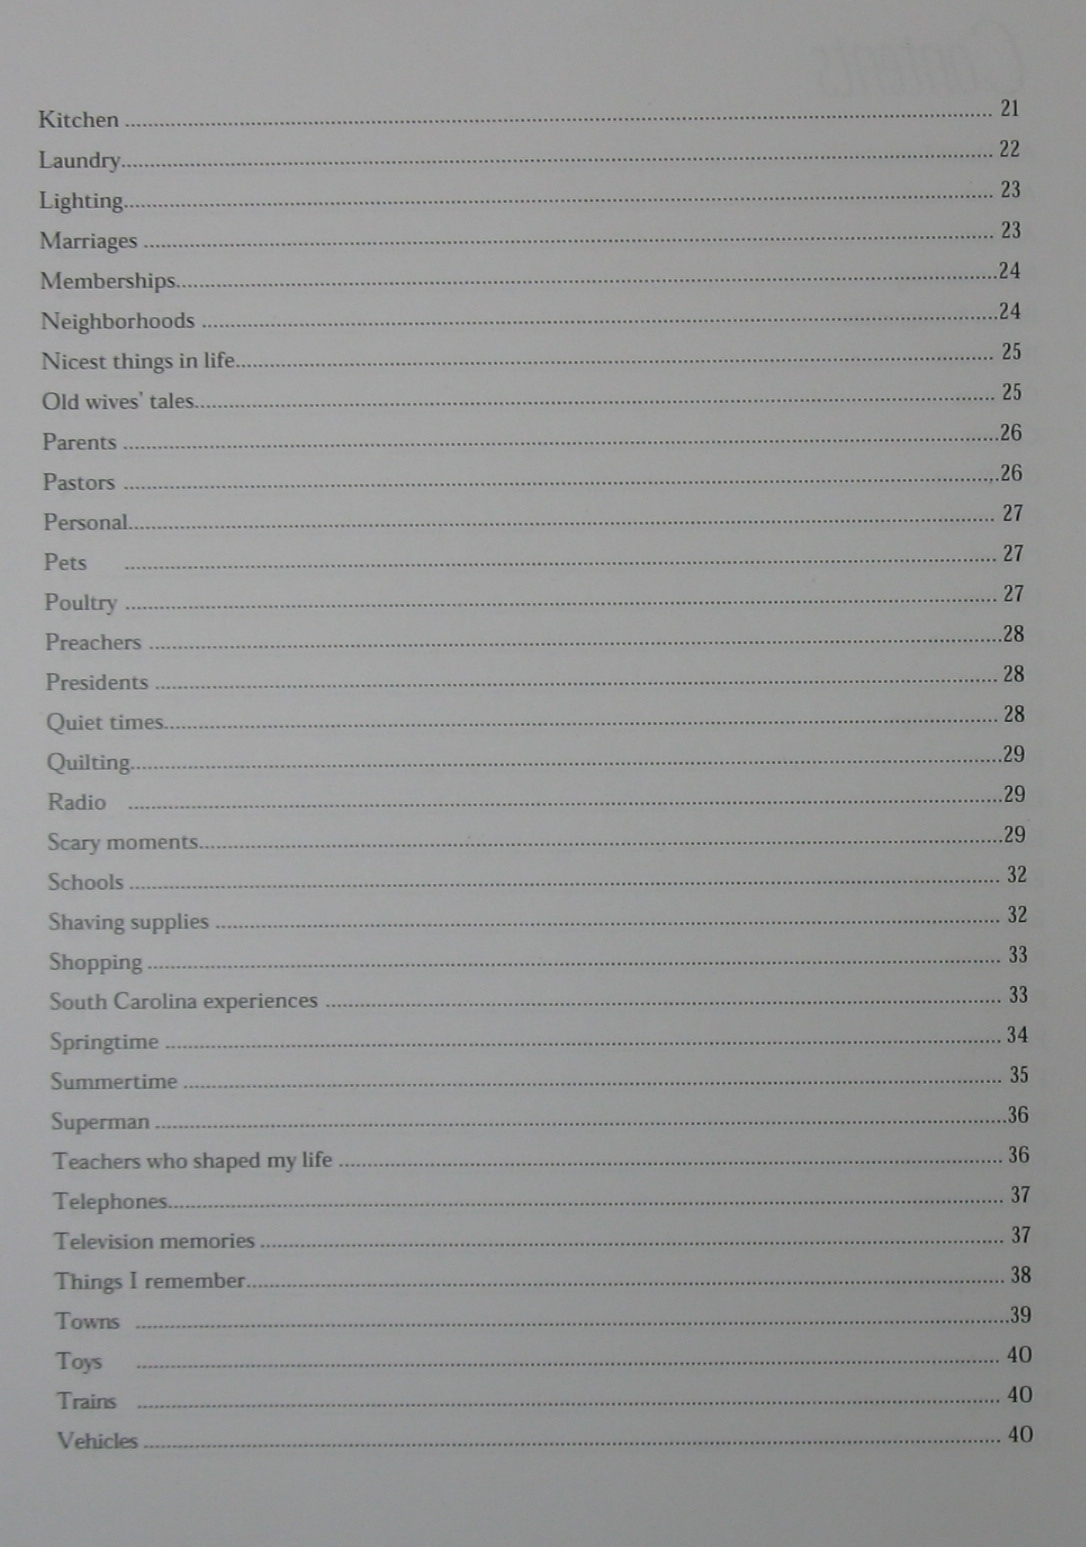 Contents
Kitchen ........................ 21
Laundry........................ 22
Lighting........................ 23
Marriages ........................ 23
Memberships........................24
Neighborhoods ........................24
Nicest things in life........................ 25
Old wives' tales........................ 25
Parents ........................26
Pastors ........................26
Personal........................ 27
Pets ........................ 27
Poultry ........................ 27
Preachers ........................28
Presidents ........................ 28
Quiet times........................ 28
Quilting........................29
Radio ........................29
Scary moments........................29
Schools ........................ 32
Shaving supplies ........................ 32
Shopping ........................ 33
South Carolina experiences ........................ 33
Springtime ........................ 34
Summertime ........................ 35
Superman ........................36
Teachers who shaped my life ........................ 36
Telephones........................ 37
Television memories ........................ 37
Things I remember........................ 38
Towns ........................39
Toys ........................ 40
Trains ........................ 40
Vehicles ........................ 40